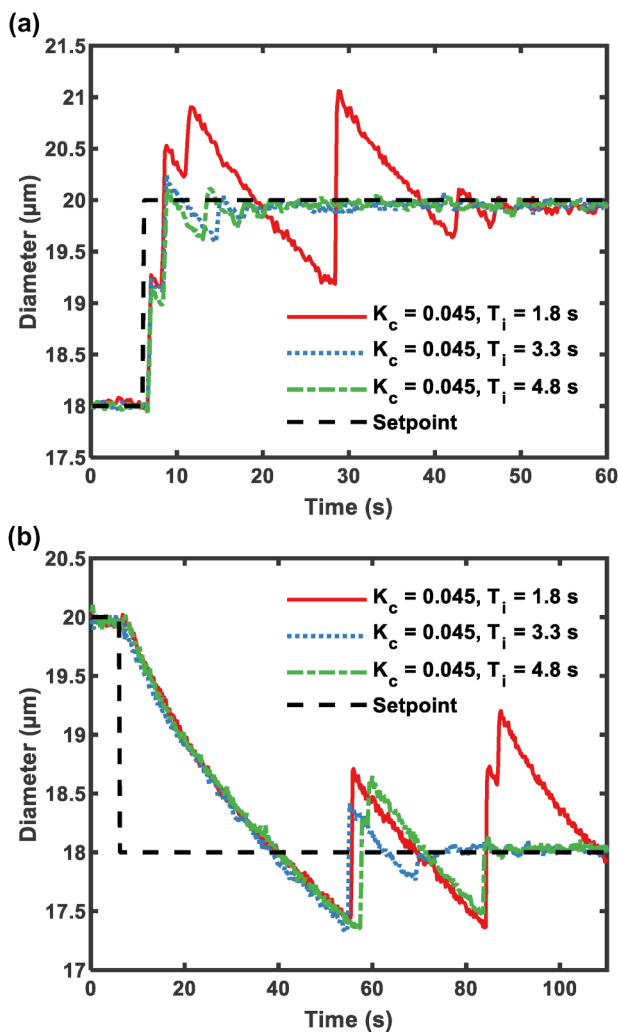 (a)
21.5
21
20.5
20
19.5
19
18.5
18
17.5
Diameter (µm)
K_c = 0.045, T_i = 1.8 s
K_c = 0.045, T_i = 3.3 s
K_c = 0.045, T_i = 4.8 s
Setpoint
0 10 20 30 40 50 60
Time (s)
(b)
20.5
20
19.5
19
18.5
18
17.5
17
Diameter (µm)
K_c = 0.045, T_i = 1.8 s
K_c = 0.045, T_i = 3.3 s
K_c = 0.045, T_i = 4.8 s
Setpoint
0 20 40 60 80 100
Time (s)